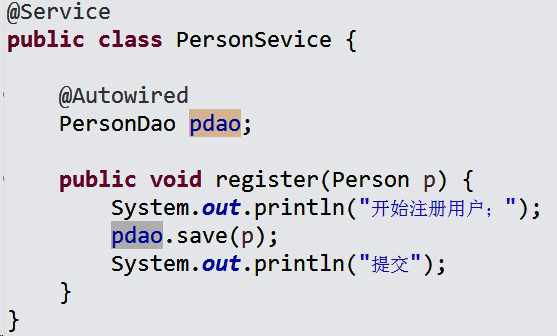 @Service
public class PersonSevice {
@Autowired
PersonDao pdao;
public void register(Person p) {
System.out.println("开始注册用户；");
pdao.save(p);
System.out.println("提交");
}
}